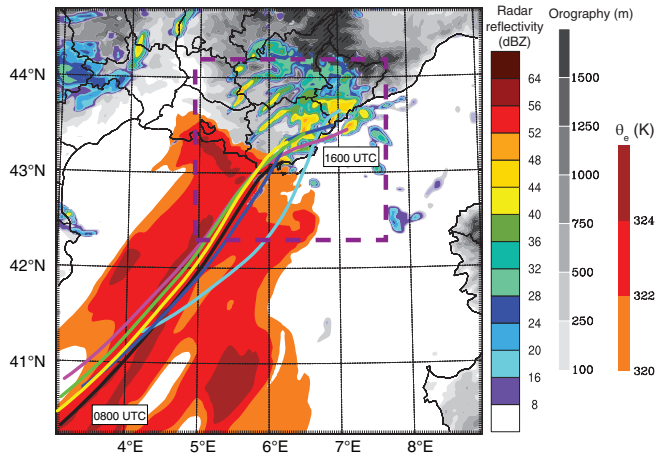 Radar
reflectivity
(dBZ)
Orography (m)
θe (K)
44°N
43°N
42°N
41°N
4°E
5°E
6°E
7°E
8°E
1600 UTC
0800 UTC
64
56
52
48
44
40
36
32
28
24
20
16
8
1500
1250
1000
750
500
250
100
324
322
320